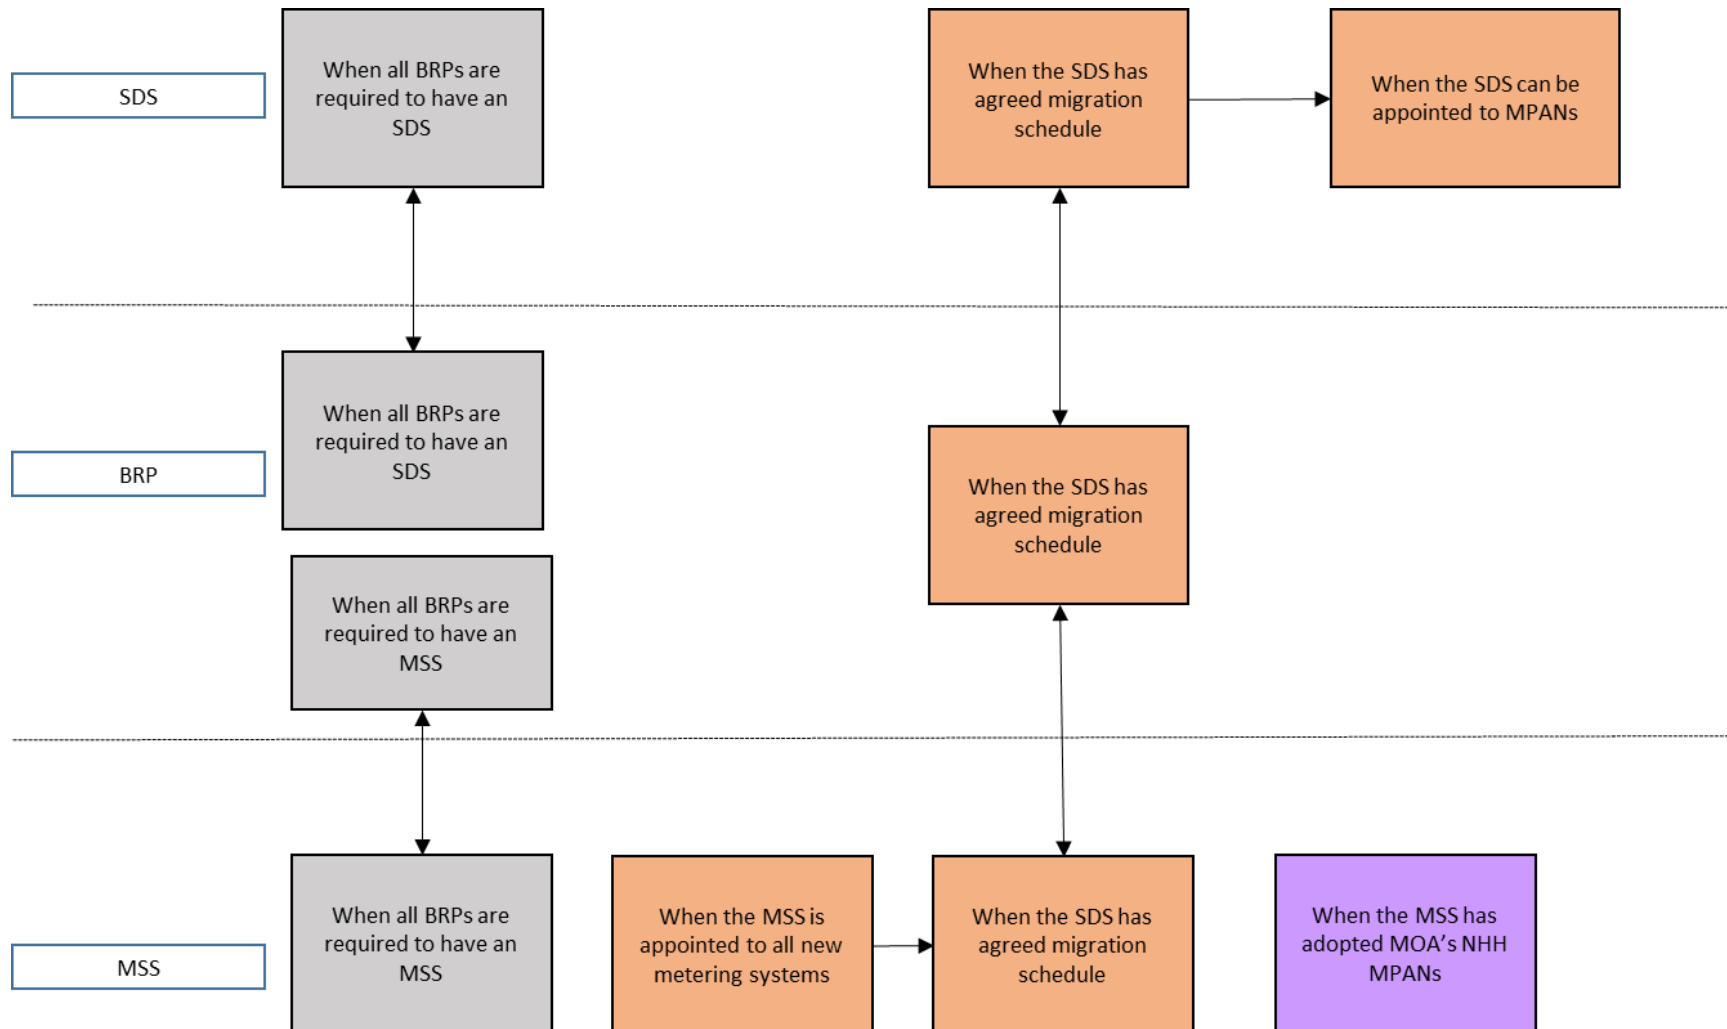 SDS
When all BRPs are
required to have an
SDS
When the SDS has
agreed migration
schedule
When the SDS can be
appointed to MPANs
BRP
When all BRPs are
required to have an
SDS
When all BRPs are
required to have an
MSS
When the SDS has
agreed migration
schedule
MSS
When all BRPs are
required to have an
MSS
When the MSS is
appointed to all new
metering systems
When the SDS has
agreed migration
schedule
When the MSS has
adopted MOA’s NHH
MPANs